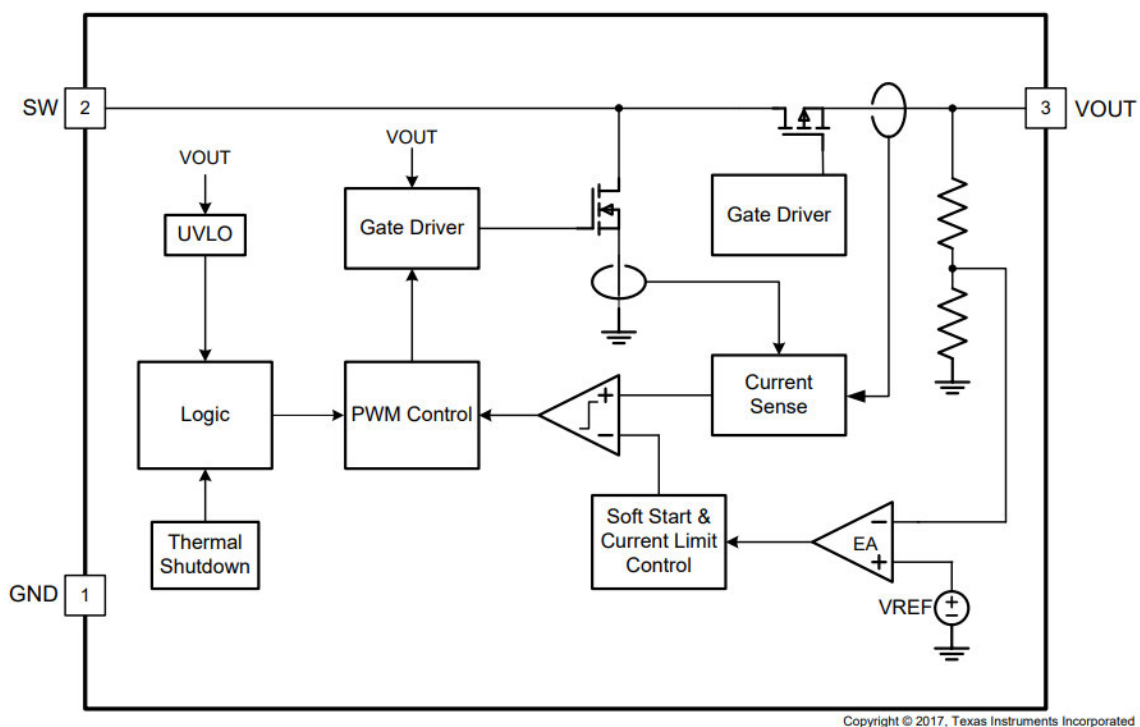 SW
2
3
VOUT
VOUT
VOUT
UVLO
Gate Driver
Gate Driver
Logic
PWM Control
+
−
Current
Sense
Thermal
Shutdown
Soft Start &
Current Limit
Control
EA
−
+
GND
1
VREF
+
−
Copyright © 2017, Texas Instruments Incorporated